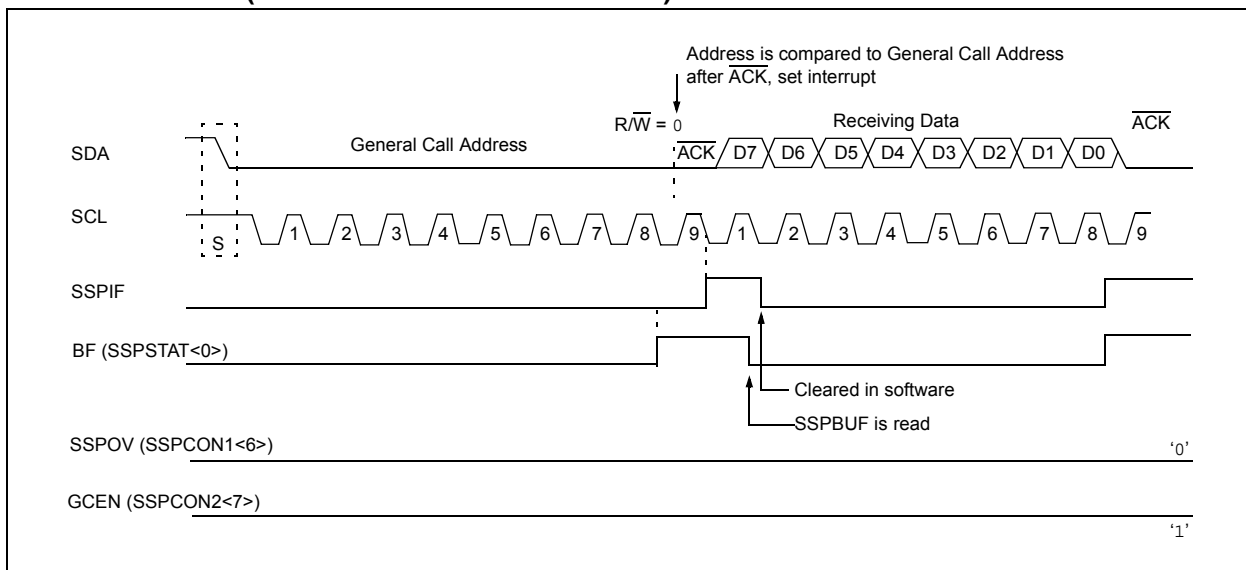 Address is compared to General Call Address
after ACK, set interrupt
R/W = 0
Receiving Data
ACK
SDA
General Call Address
ACK D7 D6 D5 D4 D3 D2 D1 D0
SCL
S
1 2 3 4 5 6 7 8 9 1 2 3 4 5 6 7 8 9
SSPIF
BF (SSPSTAT<0>)
Cleared in software
SSPBUF is read
SSPOV (SSPCON1<6>)
‘0’
GCEN (SSPCON2<7>)
‘1’